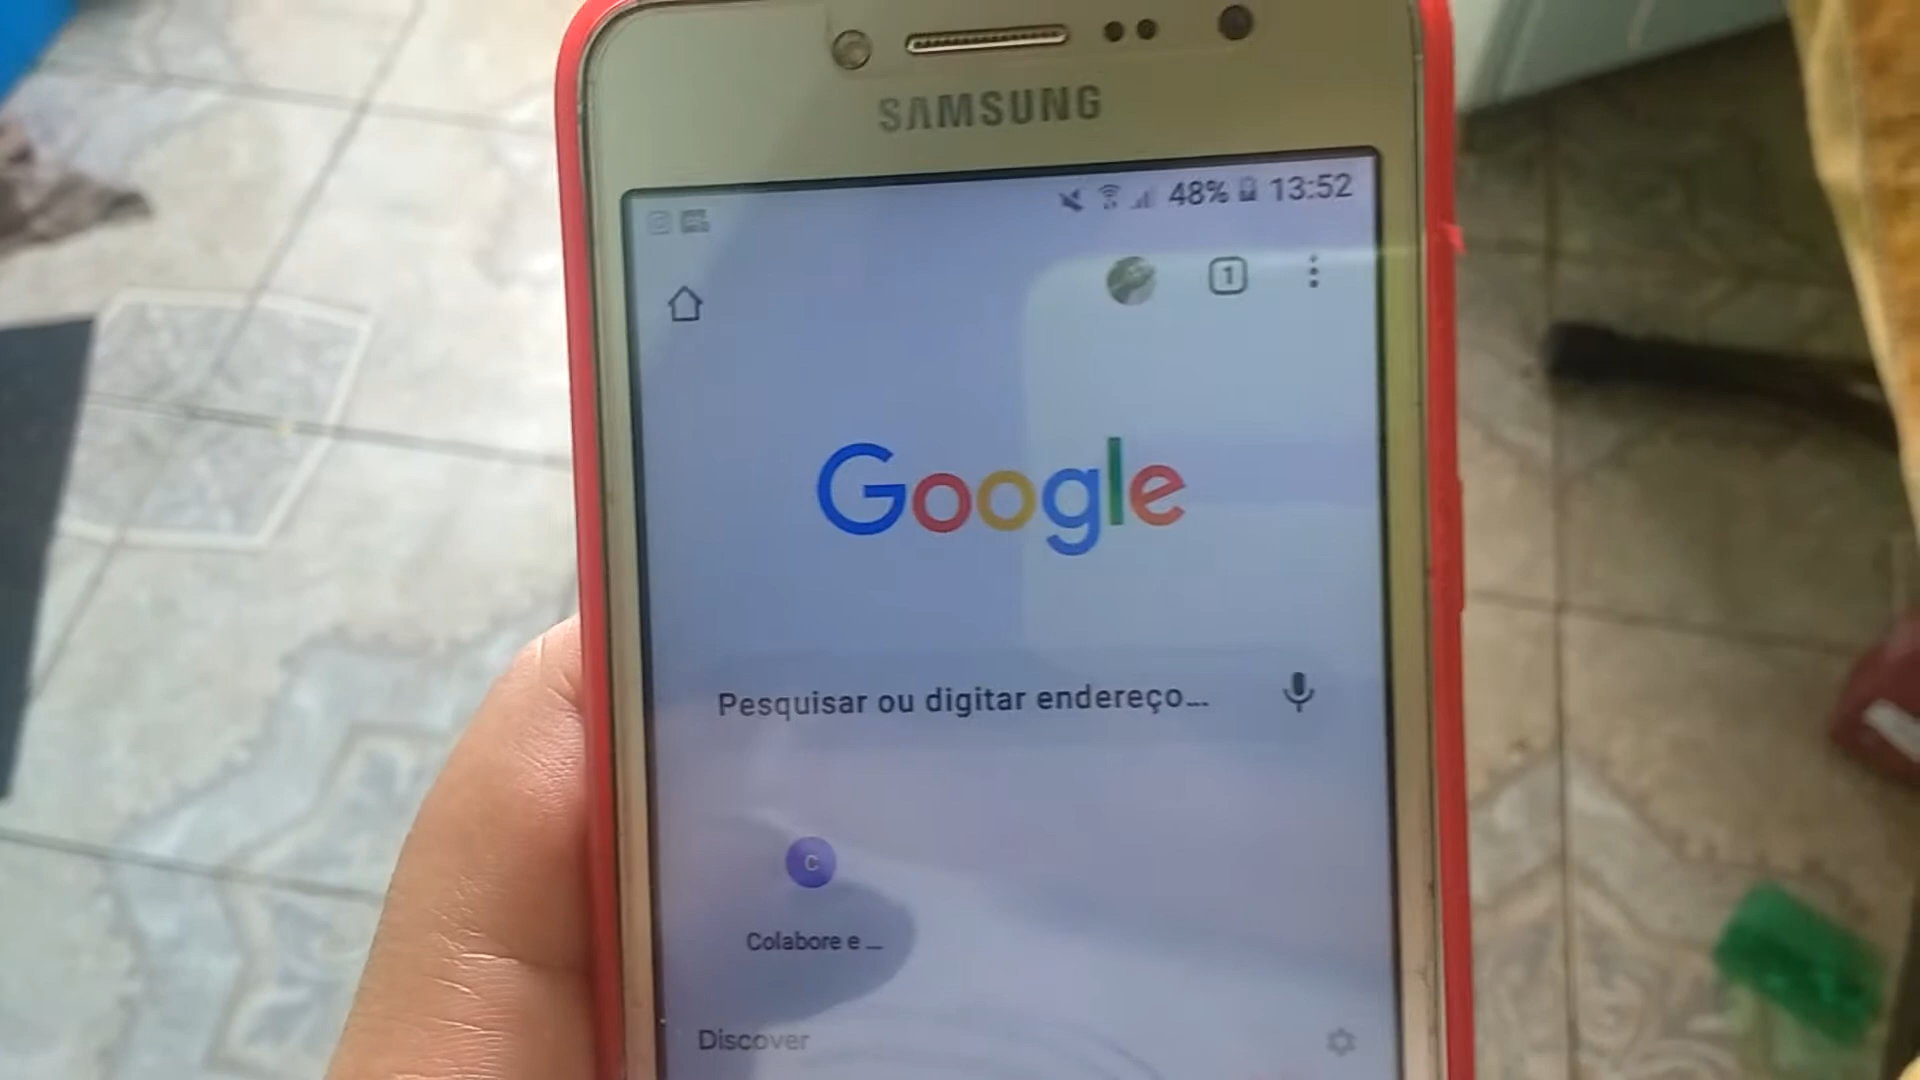 SAMSUNG
48% 13:52
1
Google
Pesquisar ou digitar endereço...
C
Colabore e ...
Discover